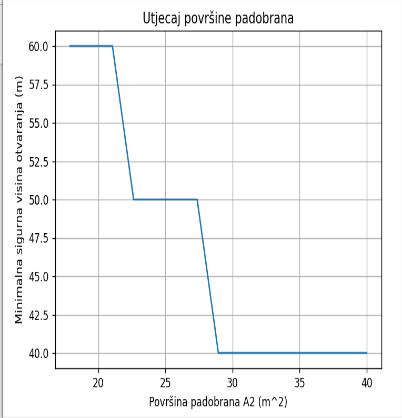 Utjecaj površine padobrana
Minimalna sigurna visina otvaranja (m)
60.0
57.5
55.0
52.5
50.0
47.5
45.0
42.5
40.0
20 25 30 35 40
Površina padobrana A2 (m^2)